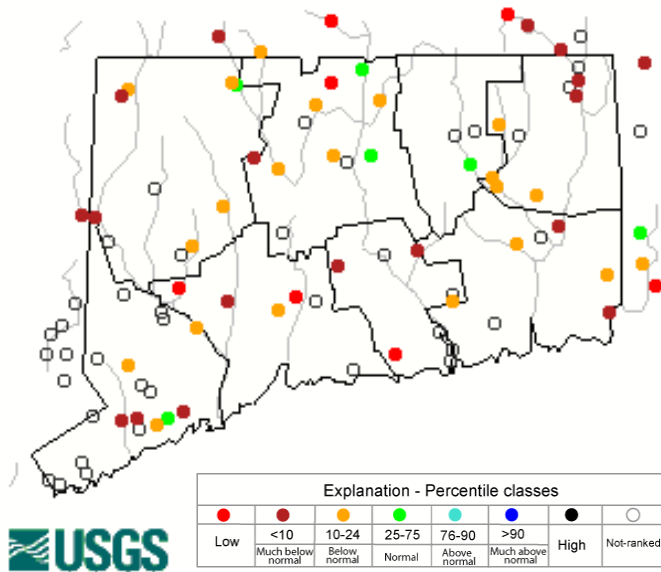 Explanation - Percentile classes
Low <10 10-24 25-75 76-90 >90 High Not-ranked
Much below normal Below normal Normal Above normal Much above normal
USGS